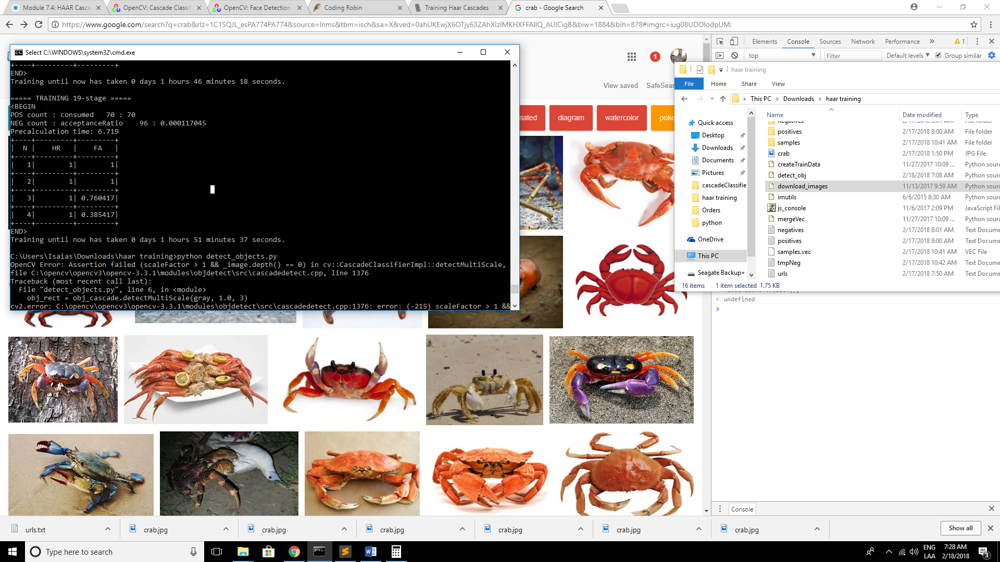 Module 7.4: HAAR Casca
OpenCV: Cascade Classifi
OpenCV: Face Detection
Coding Robin
Training Haar Cascades
crab - Google Search
https://www.google.com/search?q=crab&rlz=1C1SQJL_esPA774PA774&source=lnms&tbm=isch&sa=X&ved=0ahUKEwjX6OTjy63ZAhXIzIMKHXFFAlIQ_AUICigB&biw=1884&bih=878#imgrc=iug08UDOlodpUM:
Select C:\WINDOWS\system32\cmd.exe
+----+---------+---------+
END>
Training until now has taken 0 days 1 hours 46 minutes 18 seconds.
===== TRAINING 19-stage =====
<BEGIN
POS count : consumed   70 : 70
NEG count : acceptanceRatio    96 : 0.000117045
Precalculation time: 6.719
+----+---------+---------+
|  N |    HR   |    FA   |
+----+---------+---------+
|   1|        1|        1|
+----+---------+---------+
|   2|        1|        1|
+----+---------+---------+
|   3|        1| 0.760417|
+----+---------+---------+
|   4|        1| 0.385417|
+----+---------+---------+
END>
Training until now has taken 0 days 1 hours 51 minutes 37 seconds.
C:\Users\Isaias\Downloads\haar training>python detect_objects.py
OpenCV Error: Assertion failed (scaleFactor > 1 && _image.depth() == 0) in cv::CascadeClassifierImpl::detectMultiScale,
file C:\opencv\opencv3\opencv-3.3.1\modules\objdetect\src\cascadedetect.cpp, line 1376
Traceback (most recent call last):
File "detect_objects.py", line 6, in <module>
obj_rect = obj_cascade.detectMultiScale(gray, 1.0, 3)
cv2.error: C:\opencv\opencv3\opencv-3.3.1\modules\objdetect\src\cascadedetect.cpp:1376: error: (-215) scaleFactor > 1 &&
1
View saved
SafeSear
nated
diagram
watercolor
poke
Elements
Console
Sources
Network
Performance
1
top
Filter
Default levels
Group similar
haar training
File
Home
Share
View
This PC
Downloads
haar training
Quick access
Desktop
Downloads
Documents
Pictures
cascadeClassifie
haar training
Orders
python
OneDrive
This PC
Seagate Backup+
Name
Date modified
Type
negatives 2/17/2018 8:01 AM File folder
positives 2/17/2018 8:00 AM File folder
samples 2/17/2018 10:41 AM File folder
crab 2/17/2018 1:50 PM JPG File
createTrainData 11/27/2017 10:09 ... Python sourc
detect_obj 2/18/2018 7:08 AM Python sourc
download_images 11/13/2017 9:59 AM Python sourc
imutils 6/6/2015 8:30 AM Python sourc
js_console 11/6/2017 2:09 PM JavaScript Fil
mergeVec 11/27/2017 10:09 ... Python sourc
negatives 2/17/2018 8:01 AM Text Docume
positives 2/17/2018 8:00 AM Text Docume
samples.vec 2/17/2018 10:41 AM VEC File
tmpNeg 2/17/2018 10:42 AM Text Docume
urls 2/17/2018 7:50 AM Text Docume
16 items
1 item selected 1.75 KB
undefined
Console
urls.txt
crab.jpg
crab.jpg
crab.jpg
crab.jpg
crab.jpg
crab.jpg
Show all
Type here to search
ENG
LAA
7:28 AM
2/18/2018
3